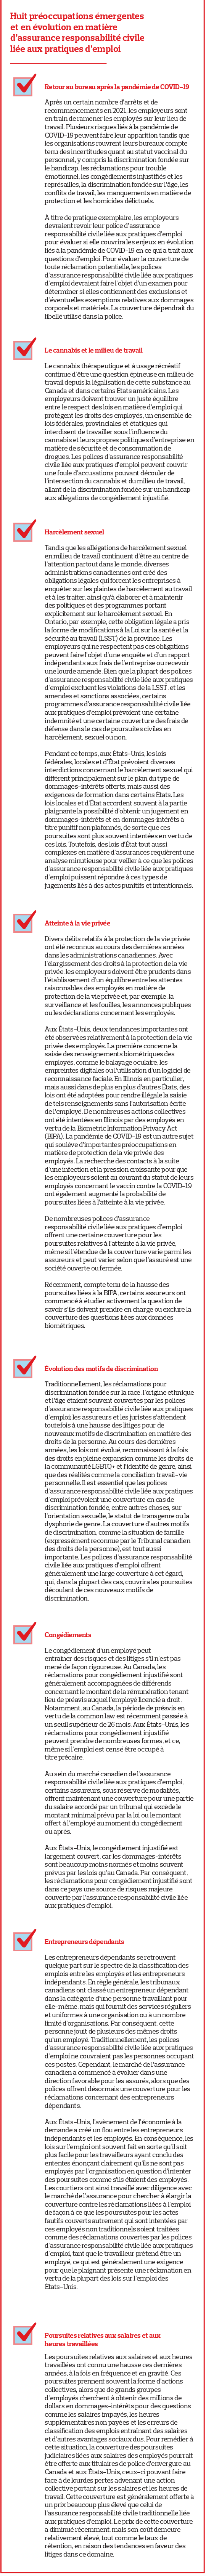 Huit préoccupations émergentes
et en évolution en matière
d'assurance responsabilité civile
liée aux pratiques d'emploi
Retour au bureau après la pandémie de COVID-19
Après un certain nombre d'arrêts et de
recommencements en 2021, les employeurs sont
en train de ramener les employés sur leur lieu de
travail. Plusieurs risques liés à la pandémie de
COVID-19 peuvent faire leur apparition tandis que
les organisations rouvrent leurs bureaux compte
tenu des incertitudes quant au statut vaccinal du
personnel, y compris la discrimination fondée sur
le handicap, les réclamations pour trouble
émotionnel, les congédiements injustifiés et les
représailles, la discrimination fondée sur l'âge, les
conflits de travail, les manquements en matière de
protection et les homicides délictuels.
À titre de pratique exemplaire, les employeurs
devraient revoir leur police d'assurance
responsabilité civile liée aux pratiques d'emploi
pour évaluer si elle couvrira les enjeux en évolution
liés à la pandémie de COVID-19 en ce qui a trait aux
questions d'emploi. Pour évaluer la couverture de
toute réclamation potentielle, les polices
d'assurance responsabilité civile liée aux pratiques
d'emploi devraient faire l'objet d'un examen pour
déterminer si elles contiennent des exclusions et
d'éventuelles exemptions relatives aux dommages
corporels et matériels. La couverture dépendrait du
libellé utilisé dans la police.
Le cannabis et le milieu de travail
Le cannabis thérapeutique et à usage récréatif
continue d'être une question épineuse en milieu de
travail depuis la légalisation de cette substance au
Canada et dans certains États américains. Les
employeurs doivent trouver un juste équilibre
entre le respect des lois en matière d'emploi qui
protègent les droits des employés, un ensemble de
lois fédérales, provinciales et étatiques qui
interdisent de travailler sous l'influence du
cannabis et leurs propres politiques d'entreprise en
matière de sécurité et de consommation de
drogues. Les polices d'assurance responsabilité
civile liée aux pratiques d'emploi peuvent couvrir
une foule d'accusations pouvant découler de
l'intersection du cannabis et du milieu de travail,
allant de la discrimination fondée sur un handicap
aux allégations de congédiement injustifié.
Harcèlement sexuel
Tandis que les allégations de harcèlement sexuel
en milieu de travail continuent d'être au centre de
l'attention partout dans le monde, diverses
administrations canadiennes ont créé des
obligations légales qui forcent les entreprises à
enquêter sur les plaintes de harcèlement au travail
et à les traiter, ainsi qu'à élaborer et à maintenir
des politiques et des programmes portant
explicitement sur le harcèlement sexuel. En
Ontario, par exemple, cette obligation légale a pris
la forme de modifications à la Loi sur la santé et la
sécurité au travail (LSST) de la province. Les
employeurs qui ne respectent pas ces obligations
peuvent faire l'objet d'une enquête et d'un rapport
indépendants aux frais de l'entreprise ou recevoir
une lourde amende. Bien que la plupart des polices
d'assurance responsabilité civile liée aux pratiques
d'emploi excluent les violations de la LSST, et les
amendes et sanctions associées, certains
programmes d'assurance responsabilité civile liée
aux pratiques d'emploi prévoient une certaine
indemnité et une certaine couverture des frais de
défense dans le cas de poursuites civiles en
harcèlement, sexuel ou non.
Pendant ce temps, aux États-Unis, les lois
fédérales, locales et d'État prévoient diverses
interdictions concernant le harcèlement sexuel qui
diffèrent principalement sur le plan du type de
dommages-intérêts offerts, mais aussi des
exigences de formation dans certains États. Les
lois locales et d'État accordent souvent à la partie
plaignante la possibilité d'obtenir un jugement en
dommages-intérêts et en dommages-intérêts à
titre punitif non plafonnés, de sorte que ces
poursuites sont plus souvent intentées en vertu de
ces lois. Toutefois, des lois d'État tout aussi
complexes en matière d'assurances requièrent une
analyse minutieuse pour veiller à ce que les polices
d'assurance responsabilité civile liée aux pratiques
d'emploi puissent répondre à ces types de
jugements liés à des actes punitifs et intentionnels.
Atteinte à la vie privée
Divers délits relatifs à la protection de la vie privée
ont été reconnus au cours des dernières années
dans les administrations canadiennes. Avec
l'élargissement des droits à la protection de la vie
privée, les employeurs doivent être prudents dans
l'établissement d'un équilibre entre les attentes
raisonnables des employés en matière de
protection de la vie privée et, par exemple, la
surveillance et les fouilles, les annonces publiques
ou les déclarations concernant les employés.
Aux États-Unis, deux tendances importantes ont
été observées relativement à la protection de la vie
privée des employés. La première concerne la
saisie des renseignements biométriques des
employés, comme le balayage oculaire, les
empreintes digitales ou l'utilisation d'un logiciel de
reconnaissance faciale. En Illinois en particulier,
mais aussi dans de plus en plus d'autres États, des
lois ont été adoptées pour rendre illégale la saisie
de tels renseignements sans l'autorisation écrite
de l'employé. De nombreuses actions collectives
ont été intentées en Illinois par des employés en
vertu de la Biometric Information Privacy Act
(BIPA). La pandémie de COVID-19 est un autre sujet
qui soulève d'importantes préoccupations en
matière de protection de la vie privée des
employés. La recherche des contacts à la suite
d'une infection et la pression croissante pour que
les employeurs soient au courant du statut de leurs
employés concernant le vaccin contre la COVID-19
ont également augmenté la probabilité de
poursuites liées à l'atteinte à la vie privée.
De nombreuses polices d'assurance
responsabilité civile liée aux pratiques d'emploi
offrent une certaine couverture pour les
poursuites relatives à l'atteinte à la vie privée,
même si l'étendue de la couverture varie parmi les
assureurs et peut varier selon que l'assuré est une
société ouverte ou fermée.
Récemment, compte tenu de la hausse des
poursuites liées à la BIPA, certains assureurs ont
commencé à étudier activement la question de
savoir s'ils doivent prendre en charge ou exclure la
couverture des questions liées aux données
biométriques.
Évolution des motifs de discrimination
Traditionnellement, les réclamations pour
discrimination fondée sur la race, l'origine ethnique
et l'âge étaient souvent couvertes par les polices
d'assurance responsabilité civile liée aux pratiques
d'emploi; les assureurs et les juristes s'attendent
toutefois à une hausse des litiges pour de
nouveaux motifs de discrimination en matière des
droits de la personne. Au cours des dernières
années, les lois ont évolué, reconnaissant à la fois
des droits en pleine expansion comme les droits de
la communauté LGBTQ+ et l'identité de genre, ainsi
que des réalités comme la conciliation travail-vie
personnelle. Il est essentiel que les polices
d'assurance responsabilité civile liée aux pratiques
d'emploi prévoient une couverture en cas de
discrimination fondée, entre autres choses, sur
l'orientation sexuelle, le statut de transgenre ou la
dysphorie de genre. La couverture d'autres motifs
de discrimination, comme la situation de famille
(expressément reconnue par le Tribunal canadien
des droits de la personne), est tout aussi
importante. Les polices d'assurance responsabilité
civile liée aux pratiques d'emploi offrent
généralement une large couverture à cet égard,
qui, dans la plupart des cas, couvrira les poursuites
découlant de ces nouveaux motifs de
discrimination.
Congédiements
Le congédiement d'un employé peut
entraîner des risques et des litiges s'il n'est pas
mené de façon rigoureuse. Au Canada, les
réclamations pour congédiement injustifié sont
généralement accompagnées de différends
concernant le montant de la rémunération tenant
lieu de préavis auquel l'employé licencié a droit.
Notamment, au Canada, la période de préavis en
vertu de la common law est récemment passée à
un seuil supérieur de 26 mois. Aux États-Unis, les
réclamations pour congédiement injustifié
peuvent prendre de nombreuses formes, et ce,
même si l'emploi est censé être occupé à
titre précaire.
Au sein du marché canadien de l'assurance
responsabilité civile liée aux pratiques d'emploi,
certains assureurs, sous réserve de modalités,
offrent maintenant une couverture pour une partie
du salaire accordé par un tribunal qui excède le
montant minimal prévu par la loi ou le montant
offert à l'employé au moment du congédiement
ou après.
Aux États-Unis, le congédiement injustifié est
largement couvert, car les dommages-intérêts
sont beaucoup moins normés et moins souvent
prévus par les lois qu'au Canada. Par conséquent,
les réclamations pour congédiement injustifié sont
dans ce pays une source de risques majeure
couverte par l'assurance responsabilité civile liée
aux pratiques d'emploi.
Entrepreneurs dépendants
Les entrepreneurs dépendants se retrouvent
quelque part sur le spectre de la classification des
emplois entre les employés et les entrepreneurs
indépendants. En règle générale, les tribunaux
canadiens ont classé un entrepreneur dépendant
dans la catégorie d'une personne travaillant pour
elle-même, mais qui fournit des services réguliers
et uniformes à une organisation ou à un nombre
limité d'organisations. Par conséquent, cette
personne jouit de plusieurs des mêmes droits
qu'un employé. Traditionnellement, les polices
d'assurance responsabilité civile liée aux pratiques
d'emploi ne couvraient pas les personnes occupant
ces postes. Cependant, le marché de l'assurance
canadien a commencé à évoluer dans une
direction favorable pour les assurés, alors que des
polices offrent désormais une couverture pour les
réclamations concernant des entrepreneurs
dépendants.
Aux États-Unis, l'avènement de l'économie à la
demande a créé un flou entre les entrepreneurs
indépendants et les employés. En conséquence, les
lois sur l'emploi ont souvent fait en sorte qu'il soit
plus facile pour les travailleurs ayant conclu des
ententes énonçant clairement qu'ils ne sont pas
employés par l'organisation en question d'intenter
des poursuites comme s'ils étaient des employés.
Les courtiers ont ainsi travaillé avec diligence avec
le marché de l'assurance pour chercher à élargir la
couverture contre les réclamations liées à l'emploi
de façon à ce que les poursuites pour les actes
fautifs couverts autrement qui sont intentées par
ces employés non traditionnels soient traitées
comme des réclamations couvertes par les polices
d'assurance responsabilité civile liée aux pratiques
d'emploi, tant que le travailleur prétend être un
employé, ce qui est généralement une exigence
pour que le plaignant présente une réclamation en
vertu de la plupart des lois sur l'emploi des
États-Unis.
Poursuites relatives aux salaires et aux
heures travaillées
Les poursuites relatives aux salaires et aux heures
travaillées ont connu une hausse ces dernières
années, à la fois en fréquence et en gravité. Ces
poursuites prennent souvent la forme d'actions
collectives, alors que de grands groupes
d'employés cherchent à obtenir des millions de
dollars en dommages-intérêts pour des questions
comme les salaires impayés, les heures
supplémentaires non payées et les erreurs de
classification des emplois entraînant des salaires
et d'autres avantages sociaux dus. Pour remédier à
cette situation, la couverture des poursuites
judiciaires liées aux salaires des employés pourrait
être offerte aux titulaires de police d'envergure au
Canada et aux États-Unis, ceux-ci pouvant faire
face à de lourdes pertes advenant une action
collective portant sur les salaires et les heures de
travail. Cette couverture est généralement offerte à
un prix beaucoup plus élevé que celui de
l'assurance responsabilité civile traditionnelle liée
aux pratiques d'emploi. Le prix de cette couverture
a diminué récemment, mais son coût demeure
relativement élevé, tout comme le taux de
rétention, en raison des tendances en faveur des
litiges dans ce domaine.